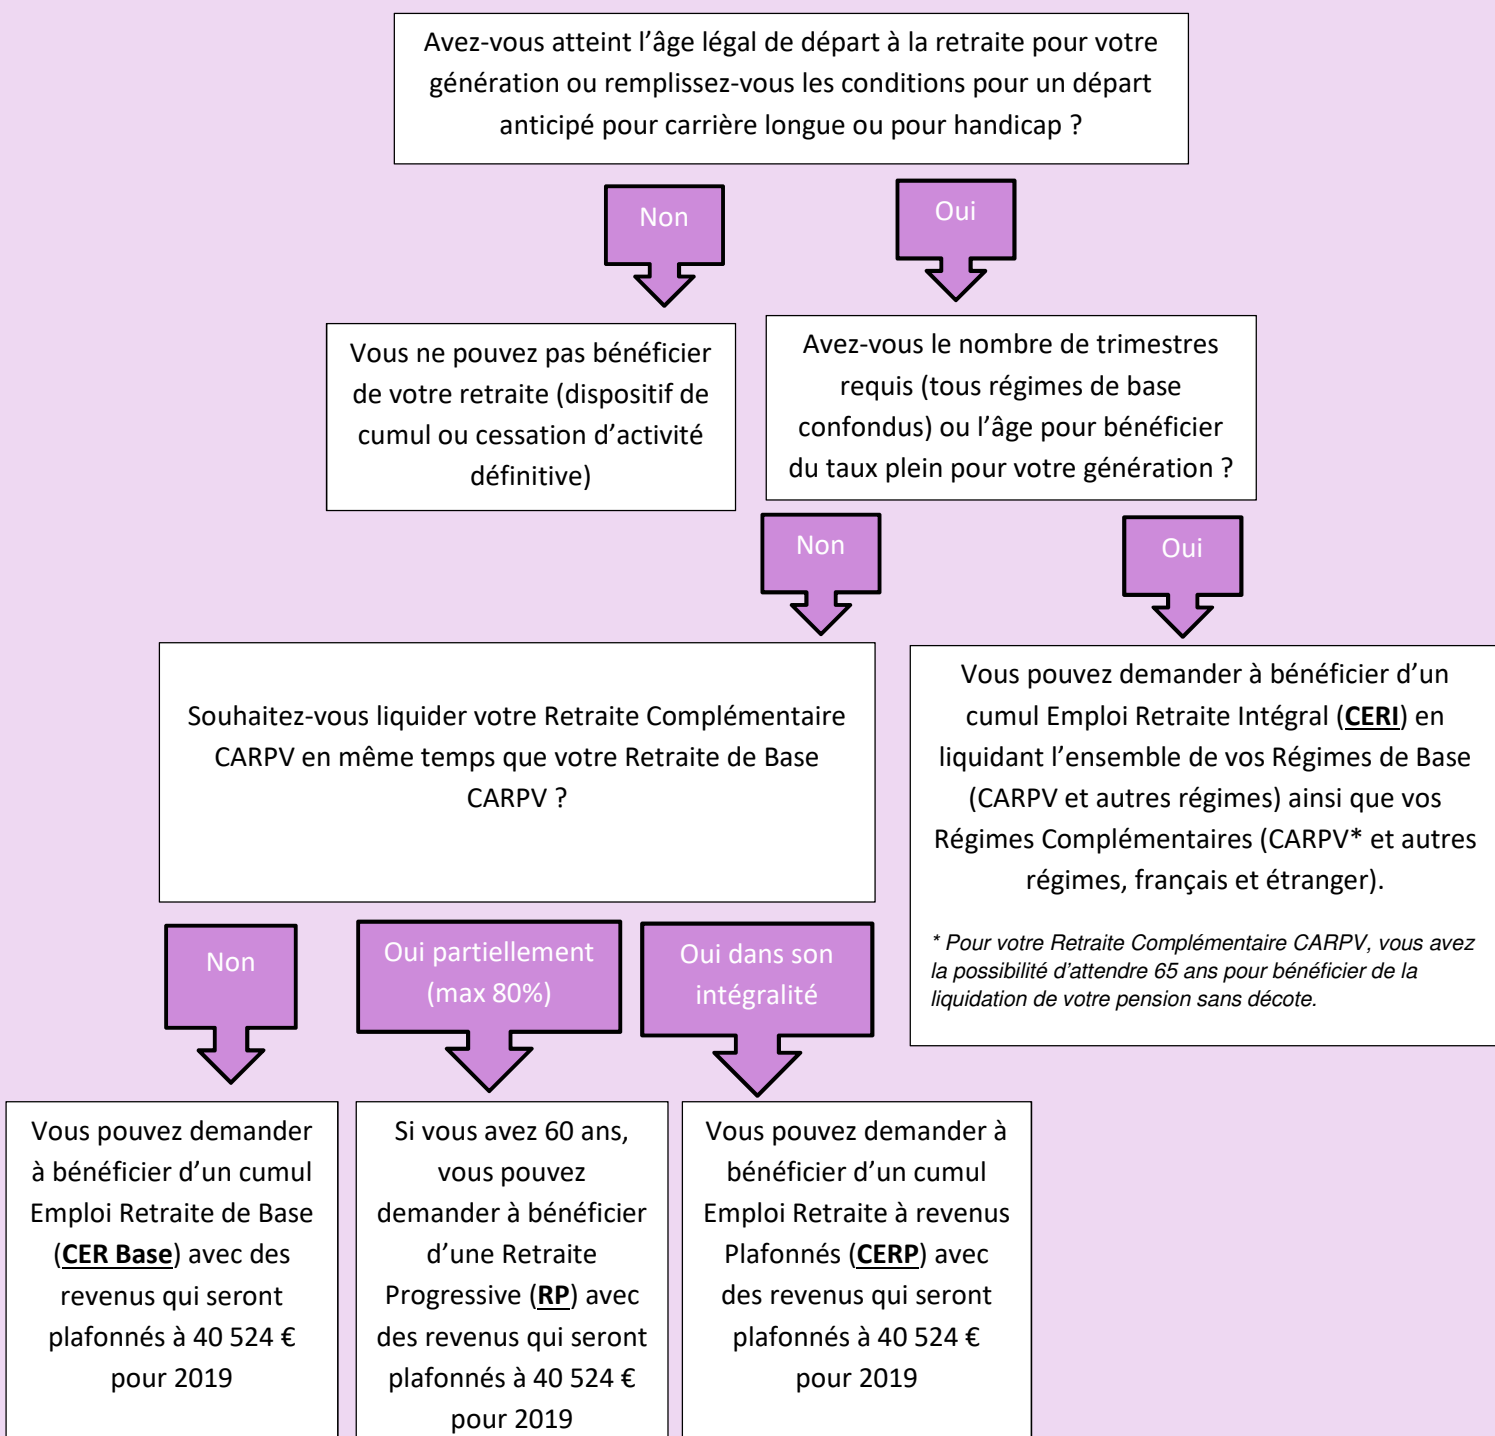 Avez-vous atteint l’âge légal de départ à la retraite pour votre
génération ou remplissez-vous les conditions pour un départ
anticipé pour carrière longue ou pour handicap ?
Non
Oui
Vous ne pouvez pas bénéficier
de votre retraite (dispositif de
cumul ou cessation d’activité
définitive)
Avez-vous le nombre de trimestres
requis (tous régimes de base
confondus) ou l’âge pour bénéficier
du taux plein pour votre génération ?
Non
Oui
Souhaitez-vous liquider votre Retraite Complémentaire
CARPV en même temps que votre Retraite de Base
CARPV ?
Vous pouvez demander à bénéficier d’un
cumul Emploi Retraite Intégral (CERI) en
liquidant l’ensemble de vos Régimes de Base
(CARPV et autres régimes) ainsi que vos
Régimes Complémentaires (CARPV* et autres
régimes, français et étranger).
* Pour votre Retraite Complémentaire CARPV, vous avez
la possibilité d'attendre 65 ans pour bénéficier de la
liquidation de votre pension sans décote.
Non
Oui partiellement
(max 80%)
Oui dans son
intégralité
Vous pouvez demander
à bénéficier d’un cumul
Emploi Retraite de Base
(CER Base) avec des
revenus qui seront
plafonnés à 40 524 €
pour 2019
Si vous avez 60 ans,
vous pouvez
demander à bénéficier
d’une Retraite
Progressive (RP) avec
des revenus qui seront
plafonnés à 40 524 €
pour 2019
Vous pouvez demander à
bénéficier d’un cumul
Emploi Retraite à revenus
Plafonnés (CERP) avec
des revenus qui seront
plafonnés à 40 524 €
pour 2019